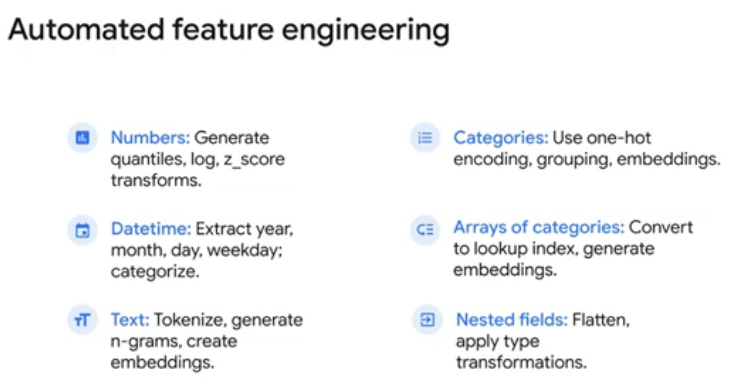 Automated feature engineering
Numbers: Generate
quantiles, log, z_score
transforms.
Datetime: Extract year,
month, day, weekday;
categorize.
Text: Tokenize, generate
n-grams, create
embeddings.
Categories: Use one-hot
encoding, grouping, embeddings.
Arrays of categories: Convert
to lookup index, generate
embeddings.
Nested fields: Flatten,
apply type
transformations.